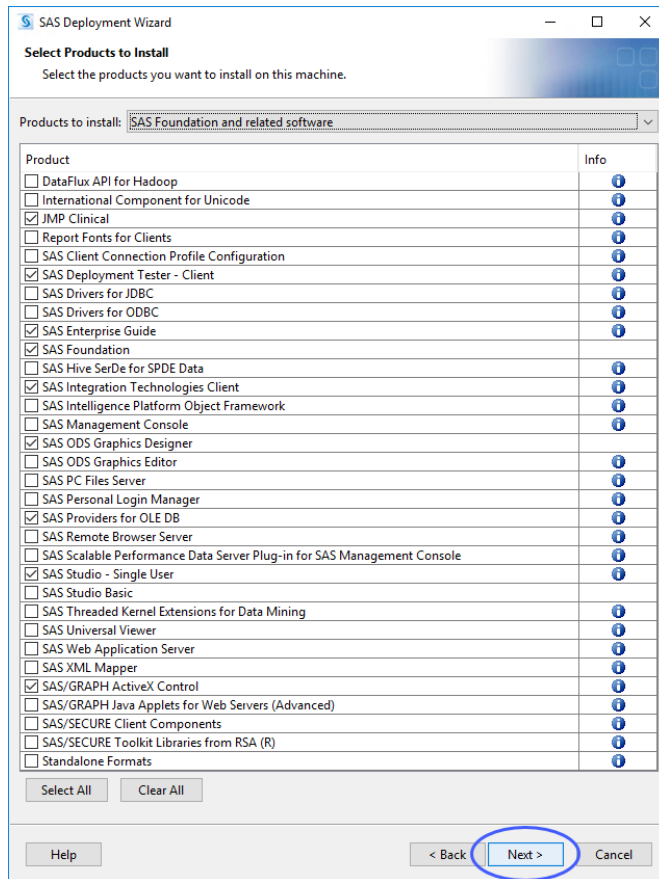 SAS Deployment Wizard
Select Products to Install
Select the products you want to install on this machine.
Products to install: SAS Foundation and related software
Product Info
DataFlux API for Hadoop
International Component for Unicode
JMP Clinical
Report Fonts for Clients
SAS Client Connection Profile Configuration
SAS Deployment Tester - Client
SAS Drivers for JDBC
SAS Drivers for ODBC
SAS Enterprise Guide
SAS Foundation
SAS Hive SerDe for SPDE Data
SAS Integration Technologies Client
SAS Intelligence Platform Object Framework
SAS Management Console
SAS ODS Graphics Designer
SAS ODS Graphics Editor
SAS PC Files Server
SAS Personal Login Manager
SAS Providers for OLE DB
SAS Remote Browser Server
SAS Scalable Performance Data Server Plug-in for SAS Management Console
SAS Studio - Single User
SAS Studio Basic
SAS Threaded Kernel Extensions for Data Mining
SAS Universal Viewer
SAS Web Application Server
SAS XML Mapper
SAS/GRAPH ActiveX Control
SAS/GRAPH Java Applets for Web Servers (Advanced)
SAS/SECURE Client Components
SAS/SECURE Toolkit Libraries from RSA (R)
Standalone Formats
Select All Clear All
Help < Back Next > Cancel